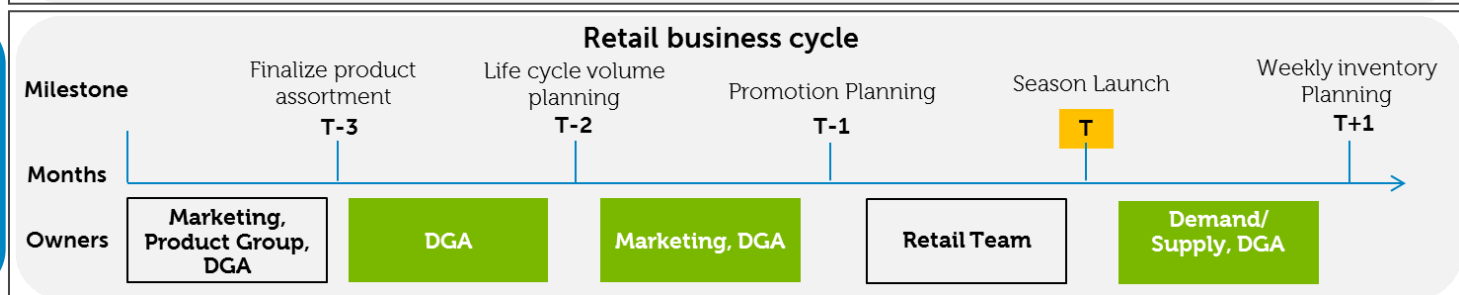 Retail business cycle
Milestone
Finalize product
assortment
T-3
Life cycle volume
planning
T-2
Promotion Planning
T-1
Season Launch
T
Weekly inventory
Planning
T+1
Months
Owners
Marketing,
Product Group,
DGA
DGA
Marketing, DGA
Retail Team
Demand/
Supply, DGA